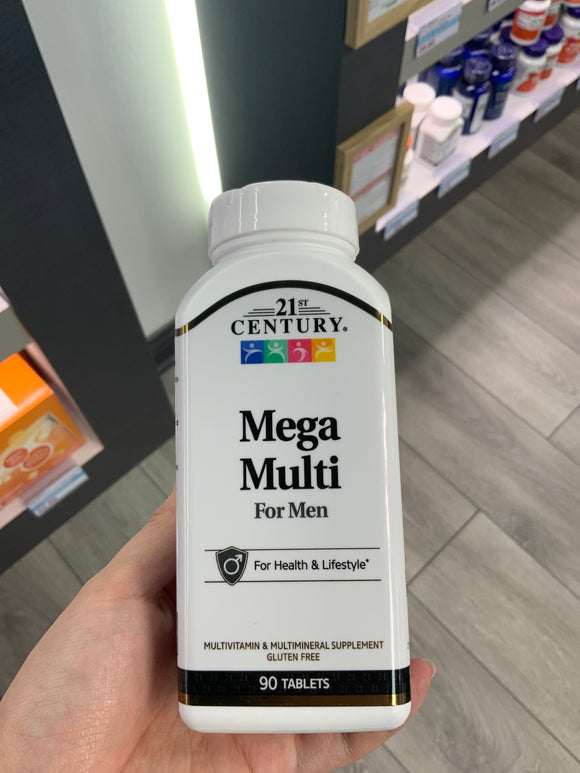 21ST
CENTURY®
Mega
Multi
For Men
For Health & Lifestyle*
MULTIVITAMIN & MULTIMINERAL SUPPLEMENT
GLUTEN FREE
90 TABLETS